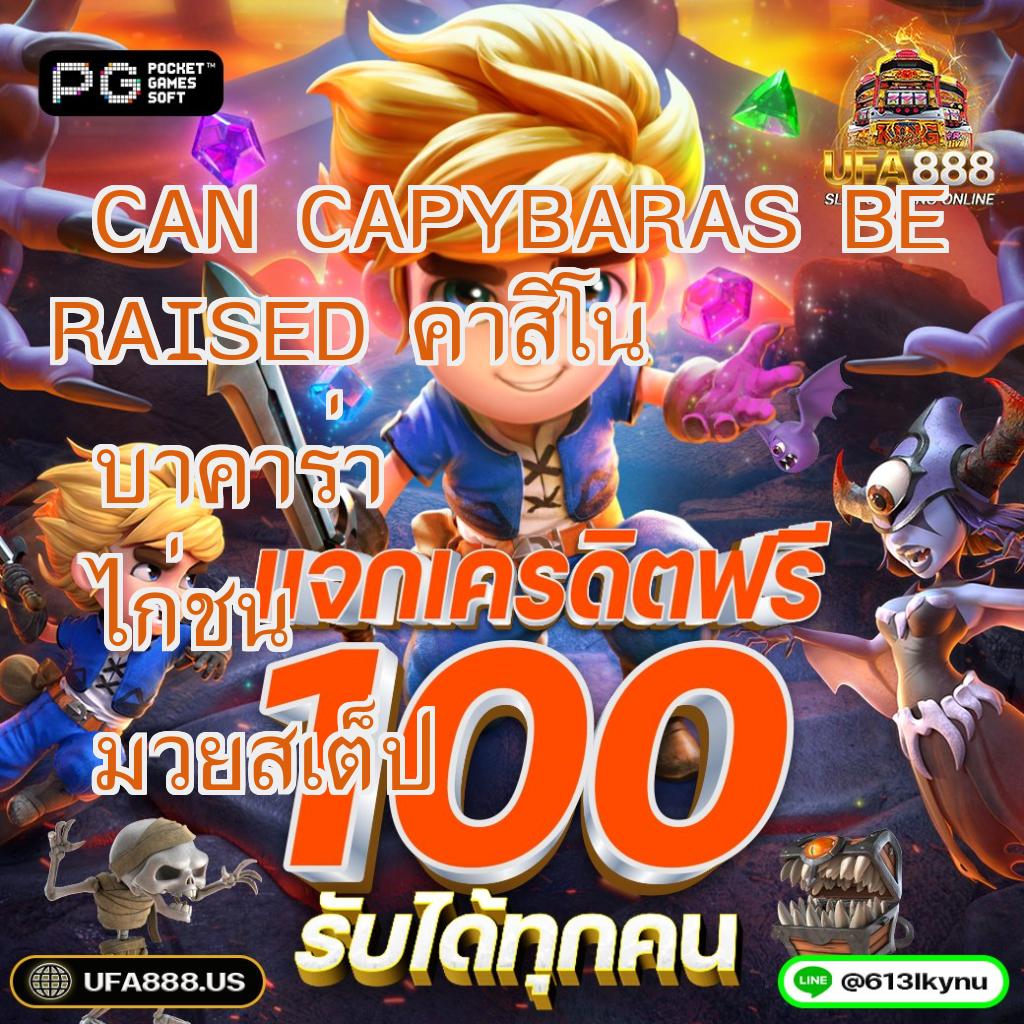 PG POCKET GAMES SOFT™
UFA888
ONLINE
CAN CAPYBARAS BE
RAISED คาสิโน
บาคาร่า
ไก่ชน
มวยสเต็ป
แจกเครดิตฟรี
100
รับได้ทุกคน
UFA888.US
LINE @613lkynu